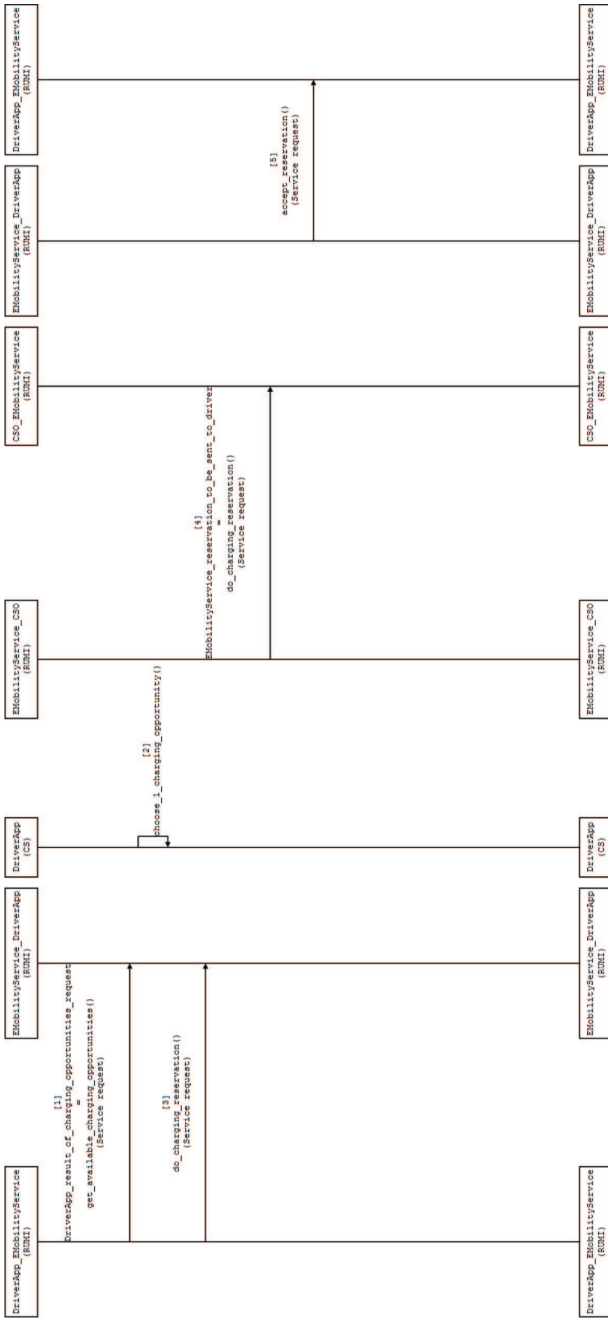 DriverApp_EMobilityService
(RUMI)
EMobilityService_DriverApp
(RUMI)
DriverApp
(CS)
EMobilityService_CSO
(RUMI)
CSO_EMobilityService
(RUMI)
EMobilityService_DriverApp
(RUMI)
DriverApp_EMobilityService
(RUMI)
[1]
DriverApp_result_of_charging_opportunities_request
=
get_available_charging_opportunities()
(Service request)
[2]
choose_1_charging_opportunity()
[3]
do_charging_reservation()
(Service request)
[4]
EMobilityService_reservation_to_be_sent_to_driver
=
do_charging_reservation()
(Service request)
[5]
accept_reservation()
(Service request)
DriverApp_EMobilityService
(RUMI)
EMobilityService_DriverApp
(RUMI)
DriverApp
(CS)
EMobilityService_CSO
(RUMI)
CSO_EMobilityService
(RUMI)
EMobilityService_DriverApp
(RUMI)
DriverApp_EMobilityService
(RUMI)